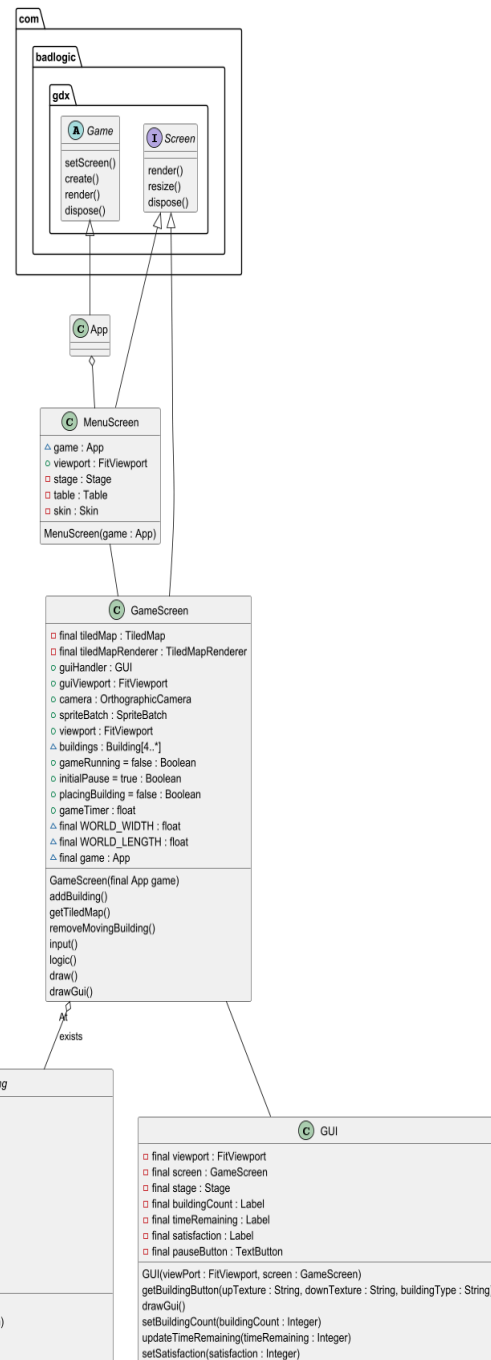 com
badlogic
gdx
A Game
setScreen()
create()
render()
dispose()
I Screen
render()
resize()
dispose()
C App
C MenuScreen
game : App
viewport : FitViewport
stage : Stage
table : Table
skin : Skin
MenuScreen(game : App)
C GameScreen
final tiledMap : TiledMap
final tiledMapRenderer : TiledMapRenderer
guiHandler : GUI
guiViewport : FitViewport
camera : OrthographicCamera
spriteBatch : SpriteBatch
viewport : FitViewport
buildings : Building[4..*]
gameRunning = false : Boolean
initialPause = true : Boolean
placingBuilding = false : Boolean
gameTimer : float
final WORLD_WIDTH : float
final WORLD_LENGTH : float
final game : App
GameScreen(final App game)
addBuilding()
getTiledMap()
removeMovingBuilding()
input()
logic()
draw()
drawGui()
At
exists
g
)
C GUI
final viewport : FitViewport
final screen : GameScreen
final stage : Stage
final buildingCount : Label
final timeRemaining : Label
final satisfaction : Label
final pauseButton : TextButton
GUI(viewPort : FitViewport, screen : GameScreen)
getBuildingButton(upTexture : String, downTexture : String, buildingType : String)
drawGui()
setBuildingCount(buildingCount : Integer)
updateTimeRemaining(timeRemaining : Integer)
setSatisfaction(satisfaction : Integer)